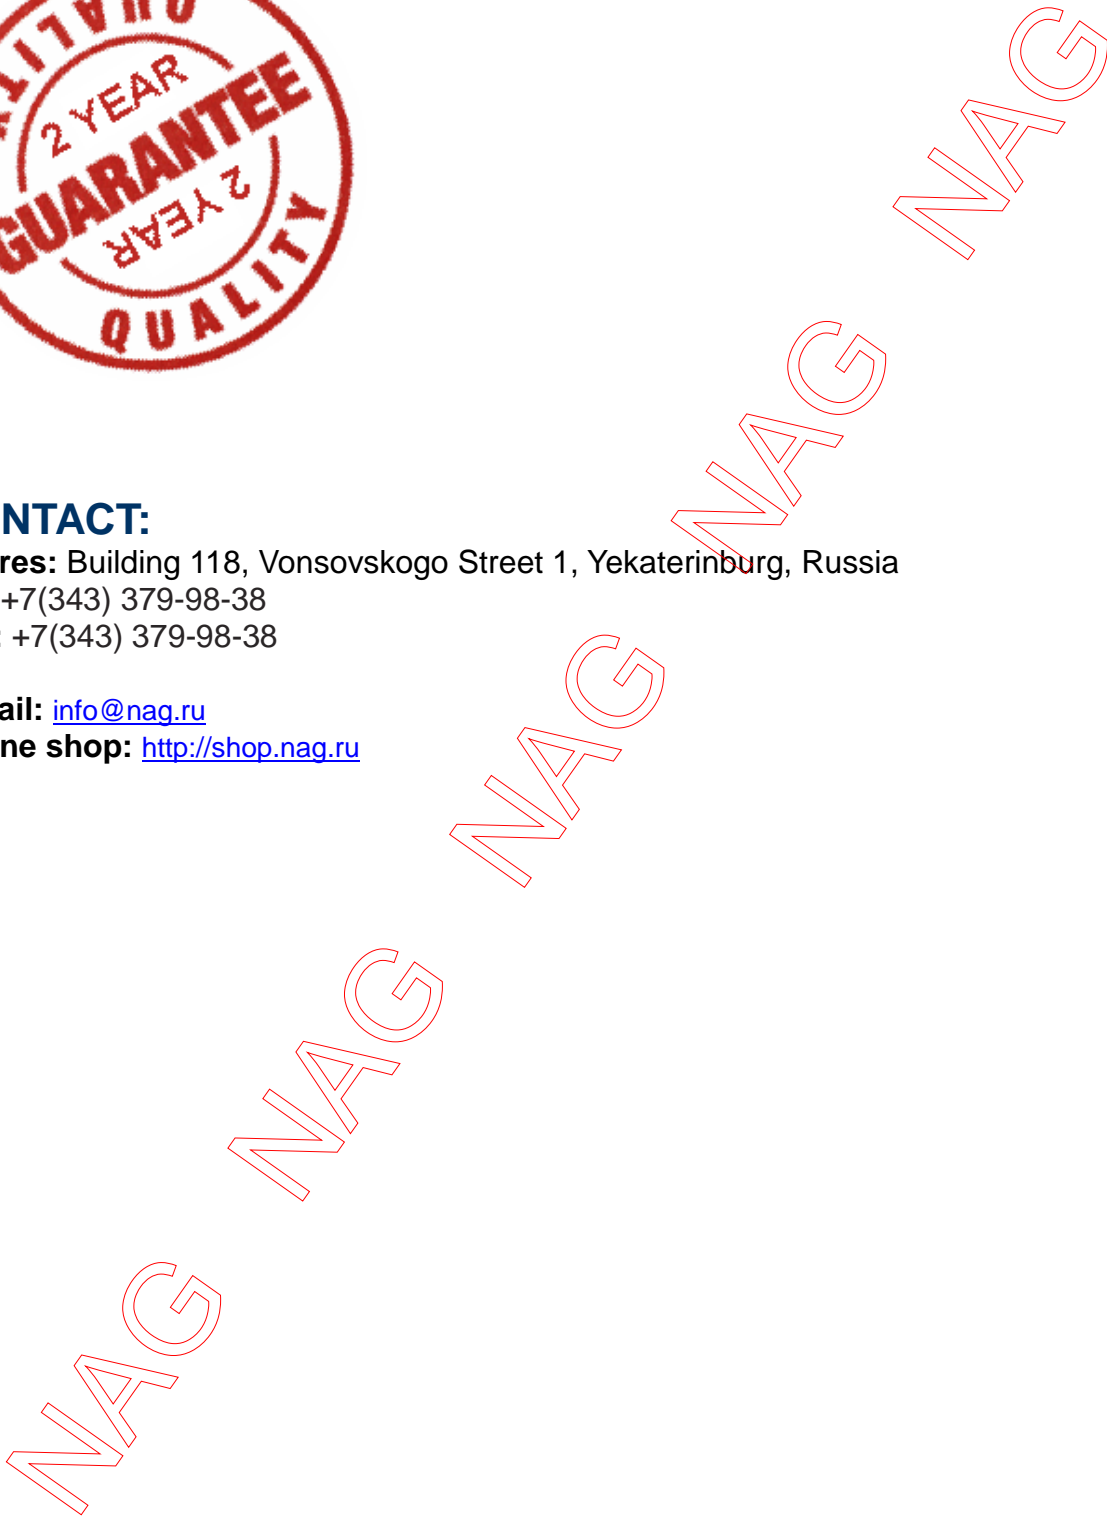 QUALIT
2 YEAR
GUARANTEE
2 YEAR
QUALITY
NTACT:
res: Building 118, Vonsovskogo Street 1, Yekaterinburg, Russia
+7(343) 379-98-38
: +7(343) 379-98-38
ail: info@nag.ru
ne shop: http://shop.nag.ru
NAG
NAG
NAG
NAG
NAG